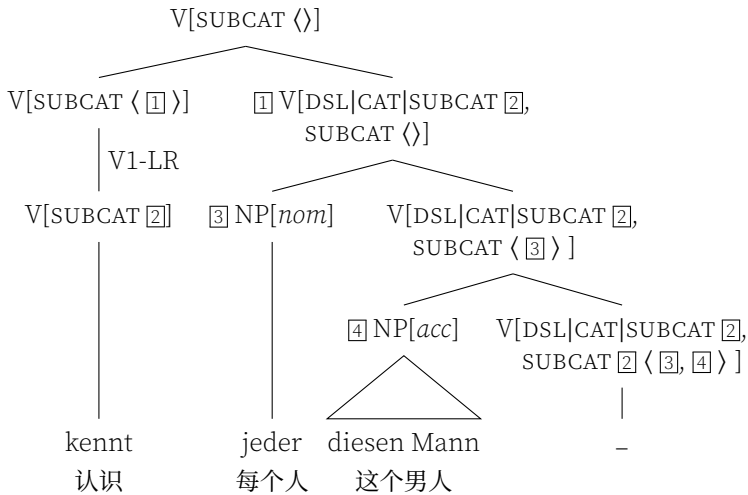 V[SUBCAT ⟨⟩]
V[SUBCAT ⟨ 1 ⟩] 1 V[DSL|CAT|SUBCAT 2,
SUBCAT ⟨⟩]
V1-LR
V[SUBCAT 2] 3 NP[nom] V[DSL|CAT|SUBCAT 2,
SUBCAT ⟨ 3 ⟩ ]
4 NP[acc] V[DSL|CAT|SUBCAT 2,
SUBCAT 2 ⟨ 3, 4 ⟩ ]
kennt jeder diesen Mann –
认识 每个人 这个男人